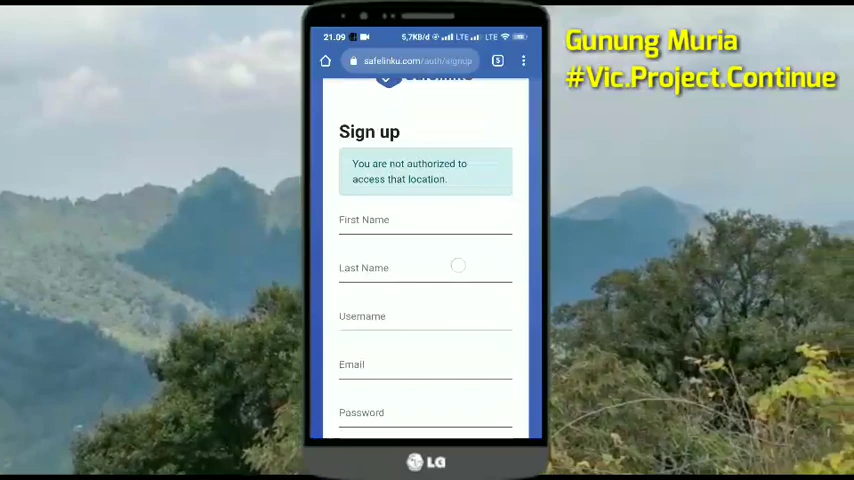 Gunung Muria
#Vic.Project.Continue
21.09 5,7KB/d LTE LTE
safelinku.com/auth/signup 5
safelinku
Sign up
You are not authorized to
access that location.
First Name
Last Name
Username
Email
Password
LG